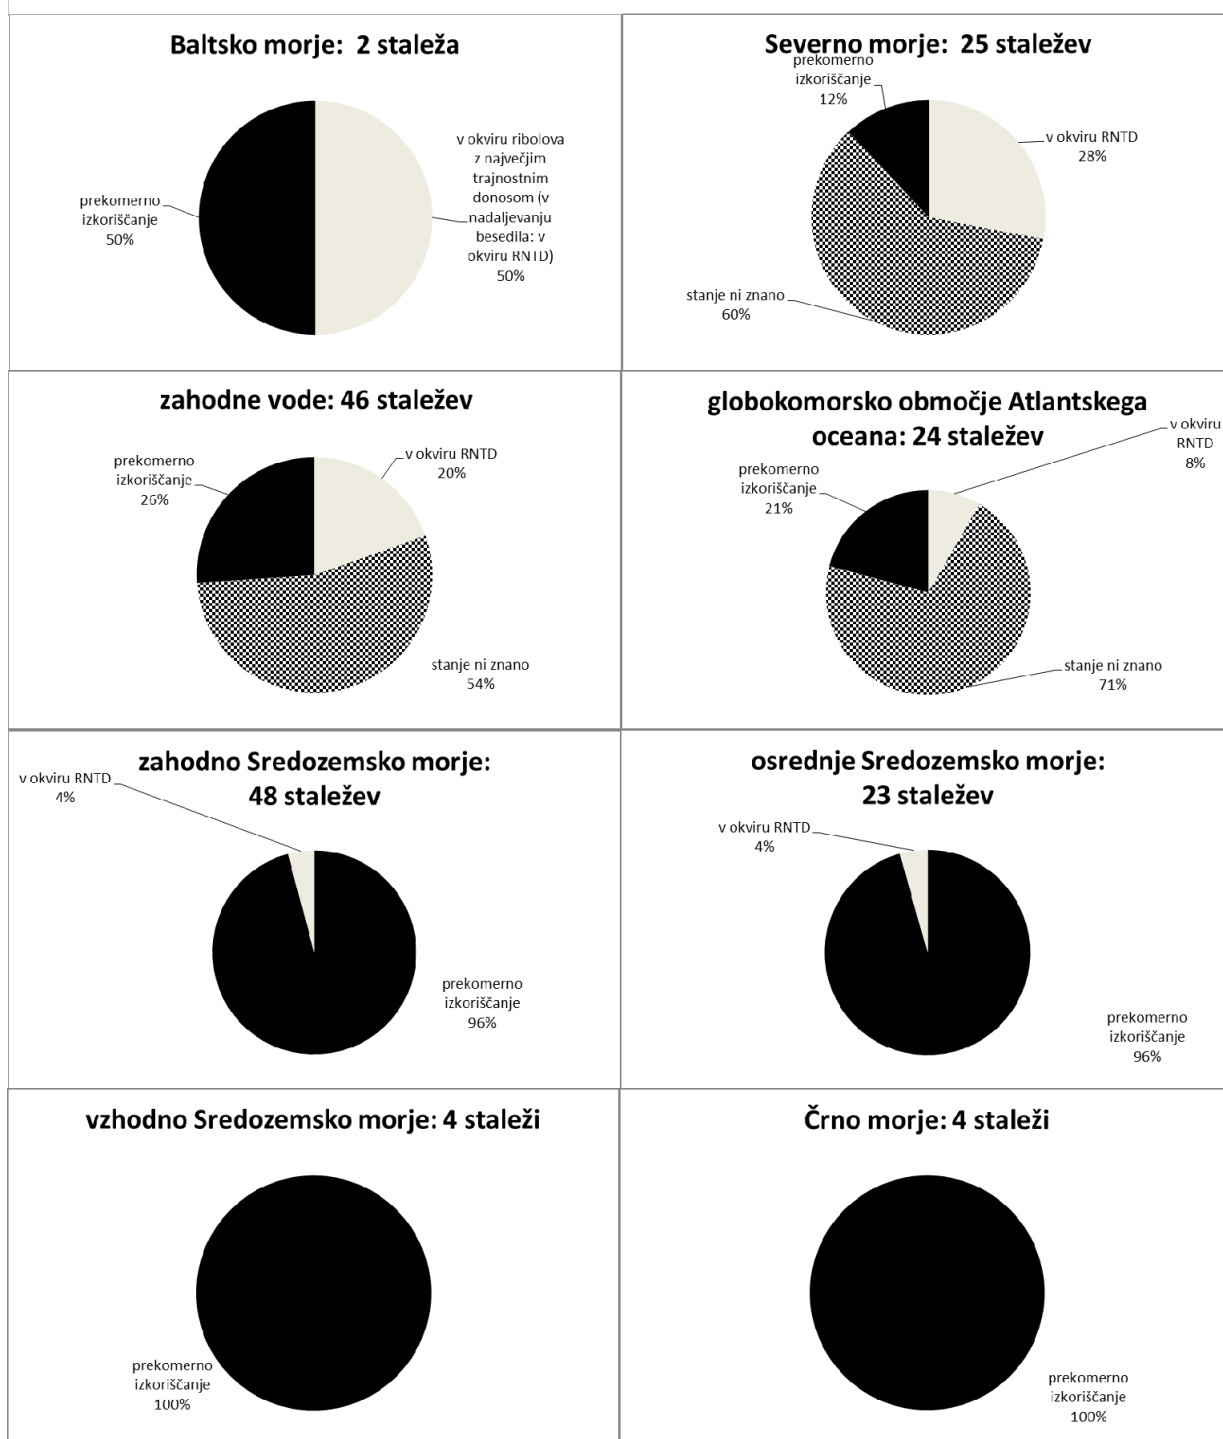 Baltsko morje:  2 staleža
prekomerno
izkoriščanje
50%
v okviru ribolova
z največjim
trajnostnim
donosom (v
nadaljevanju
besedila: v
okviru RNTD)
50%
Severno morje:  25 staležev
prekomerno
izkoriščanje
12%
v okviru RNTD
28%
stanje ni znano
60%
zahodne vode: 46 staležev
prekomerno
izkoriščanje
26%
v okviru RNTD
20%
stanje ni znano
54%
globokomorsko območje Atlantskega
oceana: 24 staležev
v okviru
RNTD
8%
prekomerno
izkoriščanje
21%
stanje ni znano
71%
zahodno Sredozemsko morje:
48 staležev
v okviru RNTD
4%
prekomerno
izkoriščanje
96%
osrednje Sredozemsko morje:
23 staležev
v okviru RNTD
4%
prekomerno
izkoriščanje
96%
vzhodno Sredozemsko morje: 4 staleži
prekomerno
izkoriščanje
100%
Črno morje: 4 staleži
prekomerno
izkoriščanje
100%